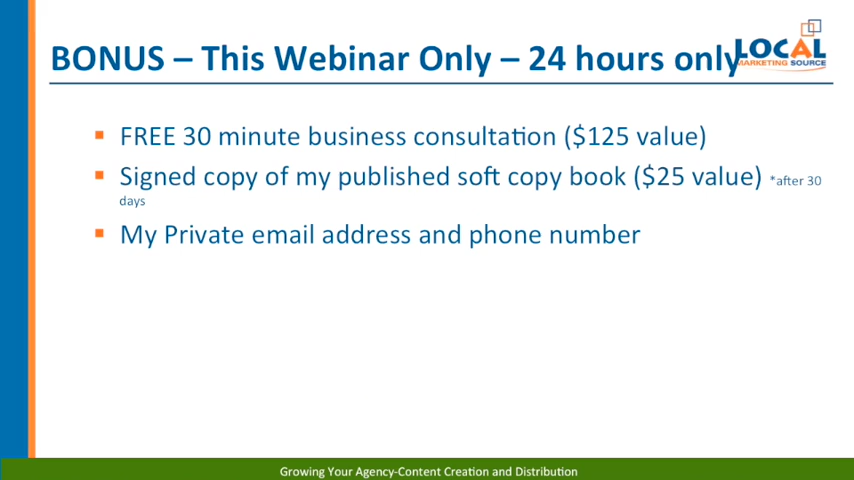 BONUS – This Webinar Only – 24 hours only
LOCAL
MARKETING SOURCE
▪ FREE 30 minute business consultation ($125 value)
▪ Signed copy of my published soft copy book ($25 value) *after 30
days
▪ My Private email address and phone number
Growing Your Agency-Content Creation and Distribution